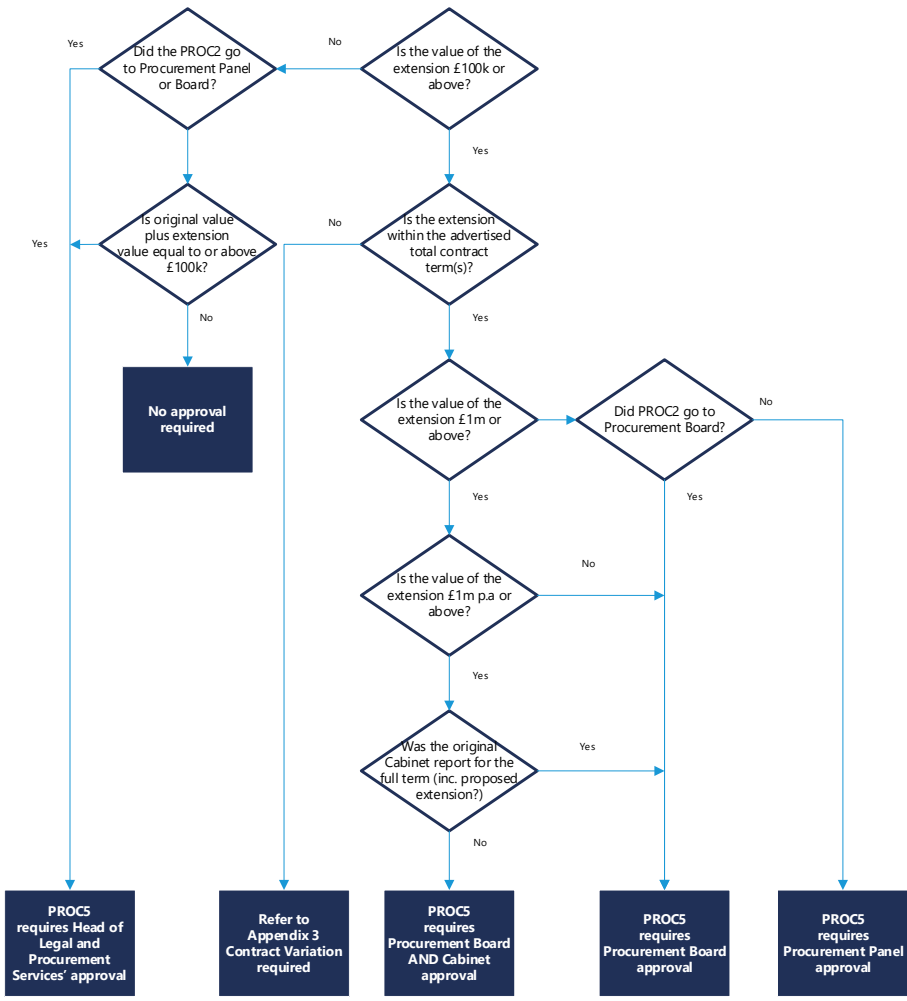 Yes
Did the PROC2 go
to Procurement Panel
or Board?
No
Is the value of the
extension £100k or
above?
Yes
Yes
Is original value
plus extension
value equal to or above
£100k?
No
Is the extension
within the advertised
total contract
term(s)?
No
Yes
No approval
required
Is the value of the
extension £1m or
above?
Did PROC2 go to
Procurement Board?
No
Yes
Yes
Is the value of the
extension £1m p.a or
above?
No
Yes
Was the original
Cabinet report for the
full term (inc. proposed
extension?)
Yes
No
PROC5
requires Head of
Legal and
Procurement
Services’ approval
Refer to
Appendix 3
Contract Variation
required
PROC5
requires
Procurement Board
AND Cabinet
approval
PROC5
requires
Procurement Board
approval
PROC5
requires
Procurement Panel
approval